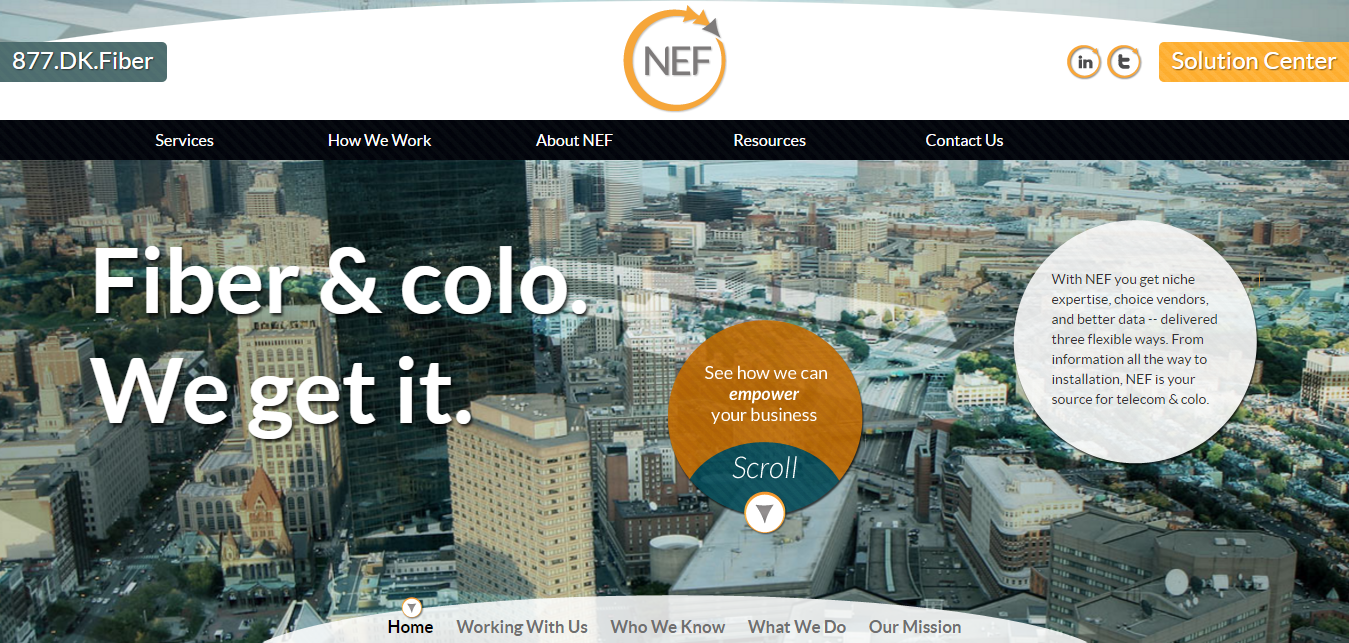 877.DK.Fiber
NEF
in
t
Solution Center
Services
How We Work
About NEF
Resources
Contact Us
Fiber & colo.
We get it.
See how we can
empower
your business
Scroll
With NEF you get niche
expertise, choice vendors,
and better data -- delivered
three flexible ways. From
information all the way to
installation, NEF is your
source for telecom & colo.
Home
Working With Us
Who We Know
What We Do
Our Mission